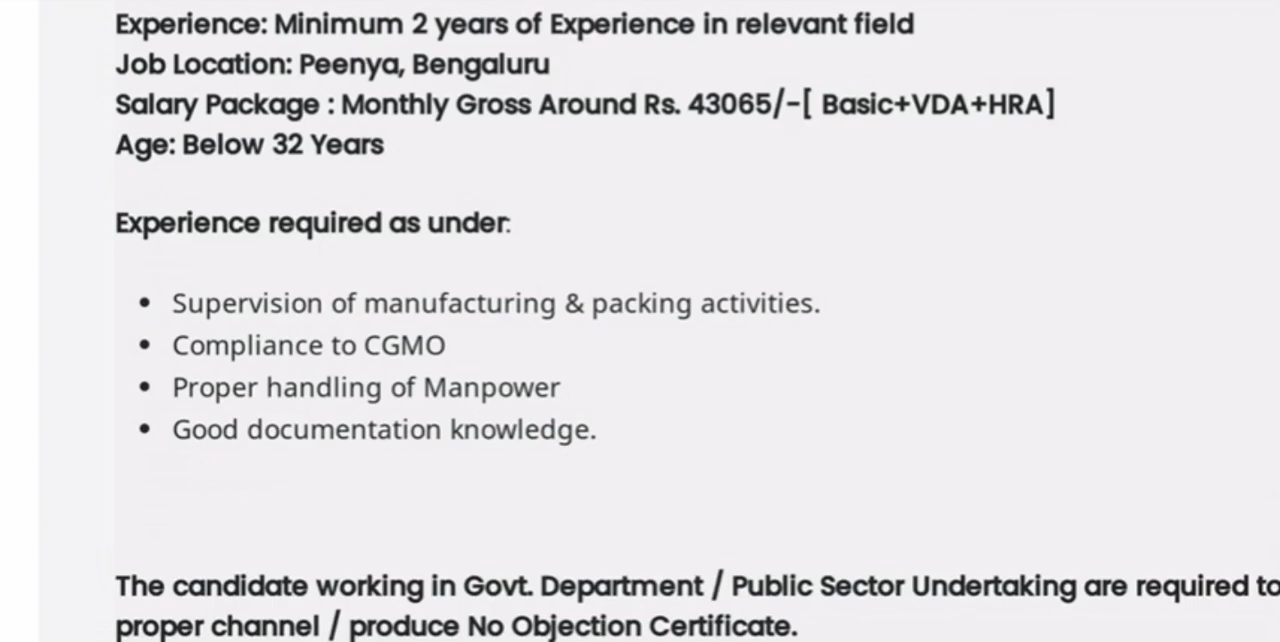 Experience: Minimum 2 years of Experience in relevant field
Job Location: Peenya, Bengaluru
Salary Package : Monthly Gross Around Rs. 43065/-[ Basic+VDA+HRA]
Age: Below 32 Years
Experience required as under:
• Supervision of manufacturing & packing activities.
• Compliance to CGMO
• Proper handling of Manpower
• Good documentation knowledge.
The candidate working in Govt. Department / Public Sector Undertaking are required to
proper channel / produce No Objection Certificate.